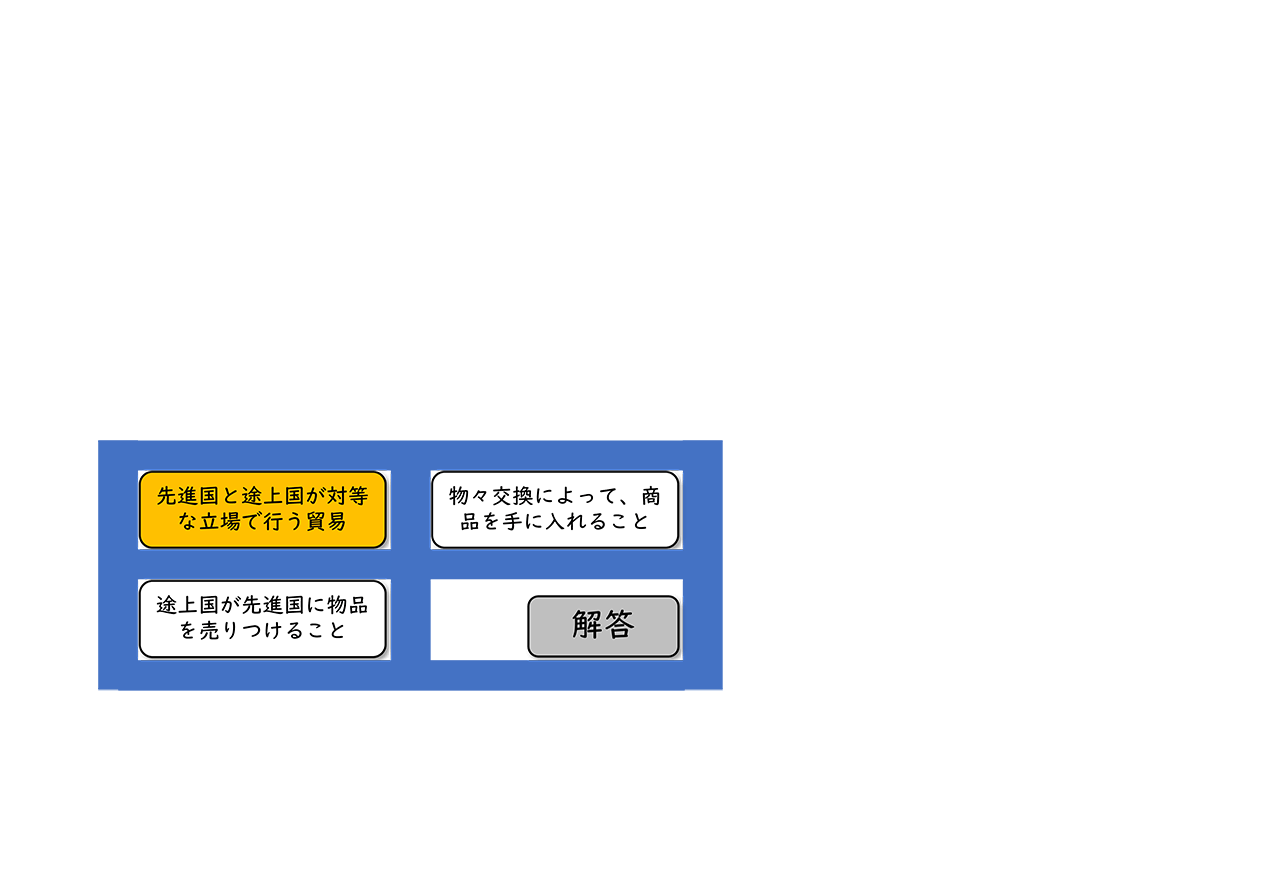 先進国と途上国が対等
な立場で行う貿易
物々交換によって、商
品を手に入れること
途上国が先進国に物品
を売りつけること
解答